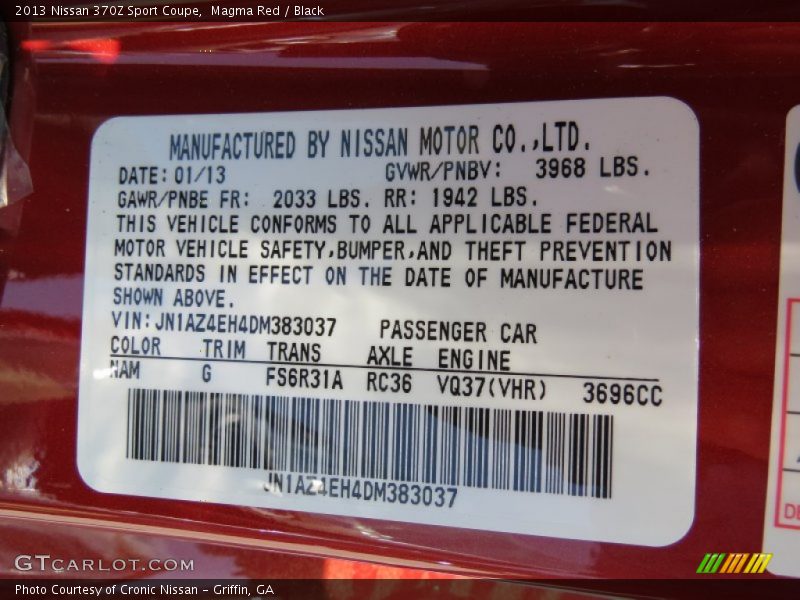 2013 Nissan 370Z Sport Coupe,  Magma Red / Black
MANUFACTURED BY NISSAN MOTOR CO.,LTD.
DATE: 01/13 GVWR/PNBV: 3968 LBS.
GAWR/PNBE FR: 2033 LBS. RR: 1942 LBS.
THIS VEHICLE CONFORMS TO ALL APPLICABLE FEDERAL
MOTOR VEHICLE SAFETY,BUMPER,AND THEFT PREVENTION
STANDARDS IN EFFECT ON THE DATE OF MANUFACTURE
SHOWN ABOVE.
VIN:JN1AZ4EH4DM383037 PASSENGER CAR
COLOR TRIM TRANS AXLE ENGINE
NAM G FS6R31A RC36 VQ37(VHR) 3696CC
JN1AZ4EH4DM383037
DE
GTCARLOT.COM
Photo Courtesy of Cronic Nissan – Griffin, GA